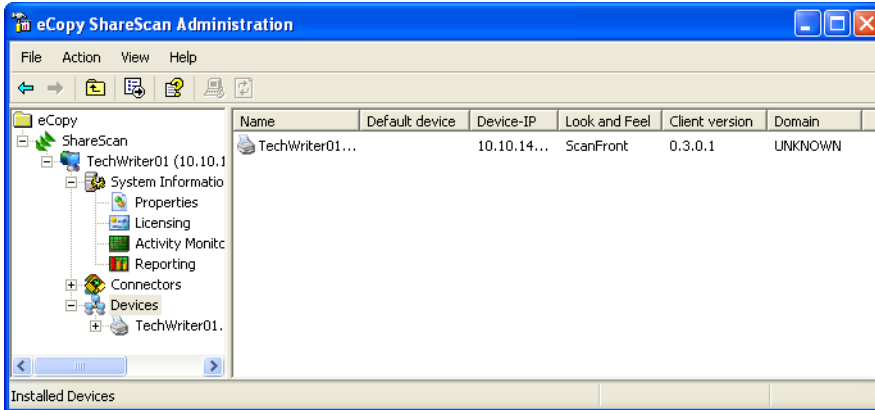 eCopy ShareScan Administration
File Action View Help
eCopy
ShareScan
TechWriter01 (10.10.1
System Informatio
Properties
Licensing
Activity Monitc
Reporting
Connectors
Devices
TechWriter01.
Name Default device Device-IP Look and Feel Client version Domain
TechWriter01... 10.10.14... ScanFront 0.3.0.1 UNKNOWN
Installed Devices